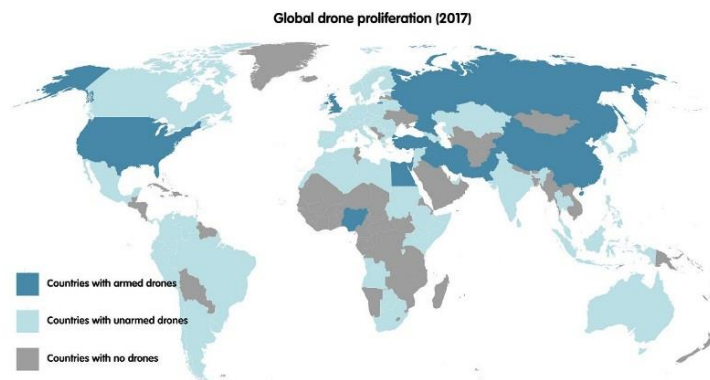 Global drone proliferation (2017)
Countries with armed drones
Countries with unarmed drones
Countries with no drones